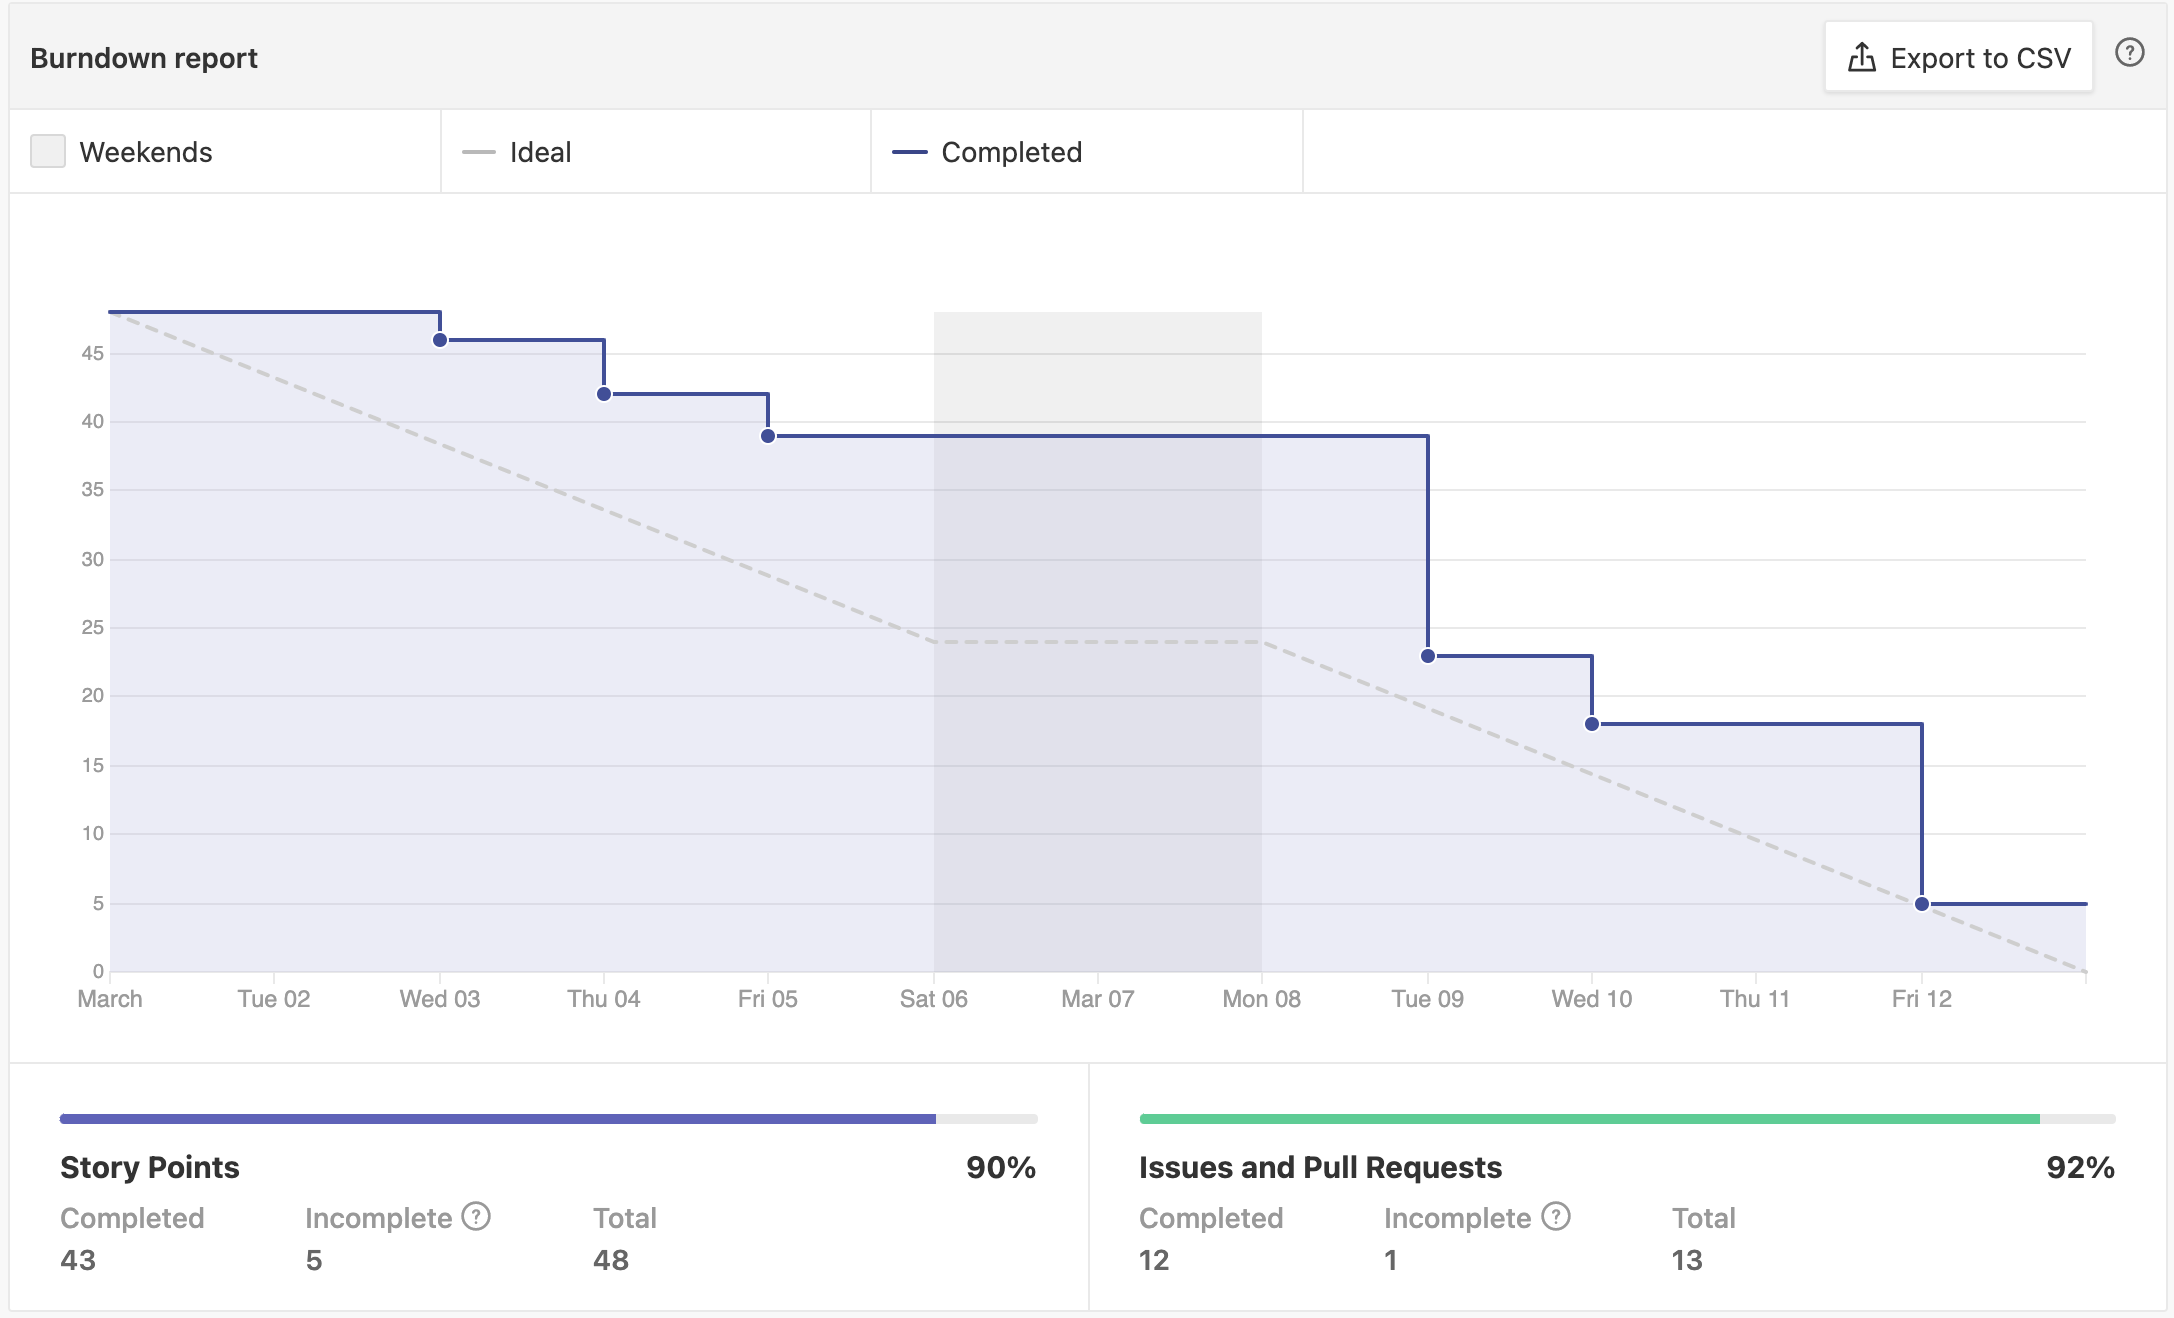 Burndown report
Export to CSV
Weekends
Ideal
Completed
45
40
35
30
25
20
15
10
5
0
March Tue 02 Wed 03 Thu 04 Fri 05 Sat 06 Mar 07 Mon 08 Tue 09 Wed 10 Thu 11 Fri 12
Story Points 90%
Completed Incomplete ? Total
43 5 48
Issues and Pull Requests 92%
Completed Incomplete ? Total
12 1 13